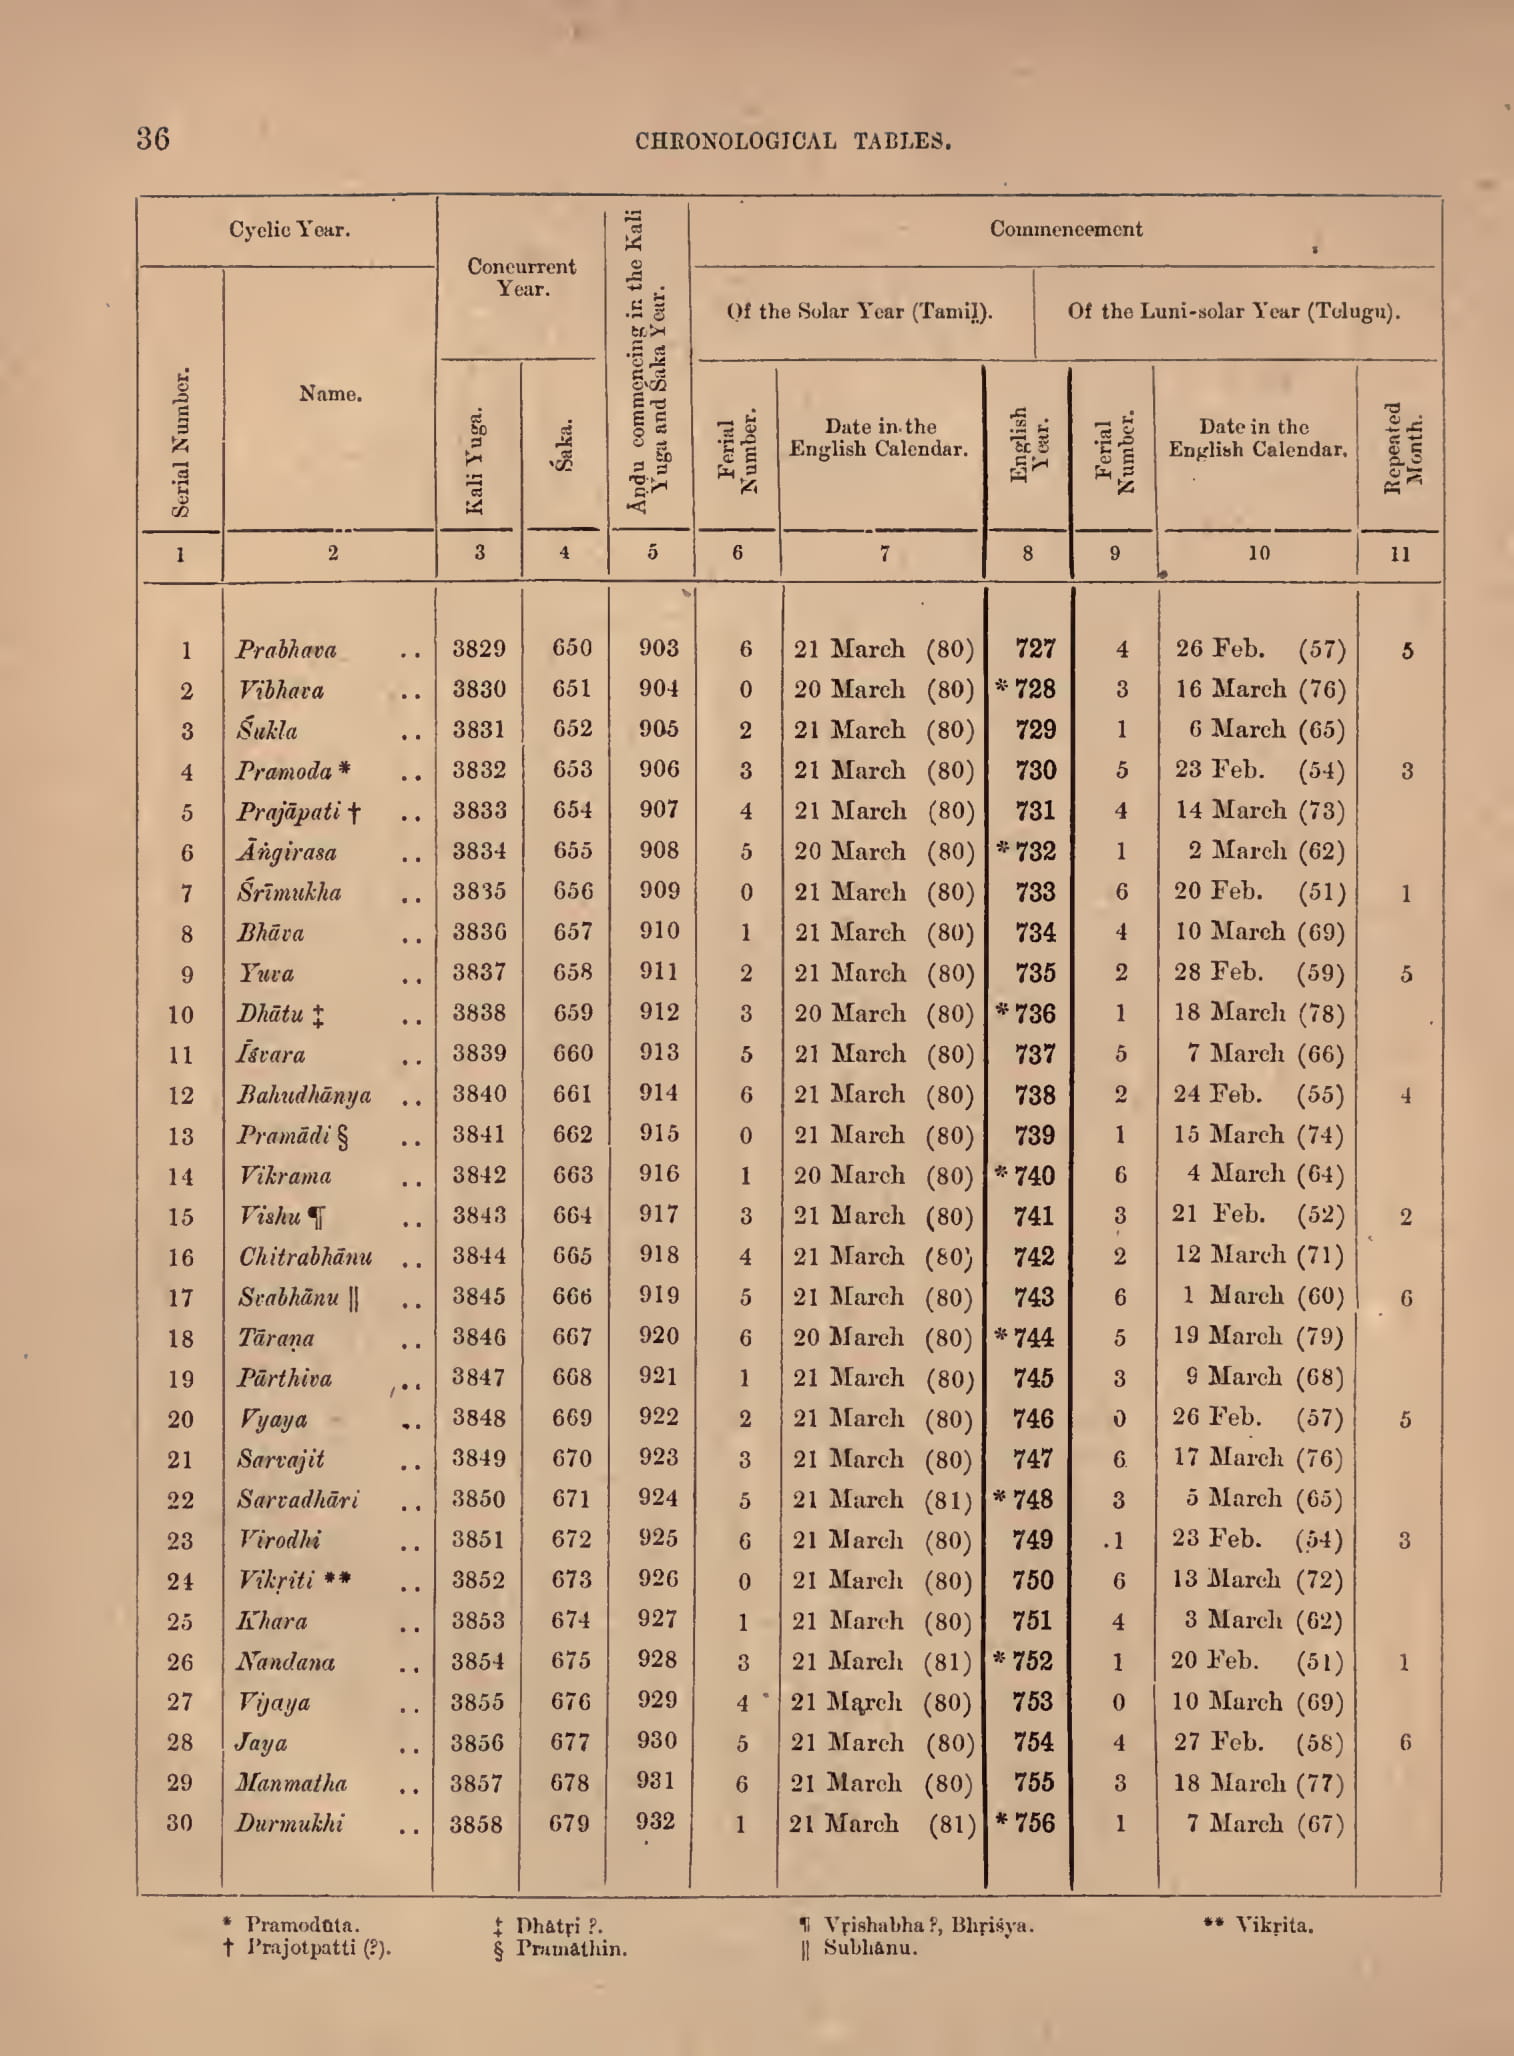 36
CHRONOLOGICAL TABLES.
Cyclic Year.
Concurrent
Year.
Āṇḍu commencing in the Kali
Yuga and Śaka Year.
Commencement
Of the Solar Year (Tamiḻ).
Of the Luni-solar Year (Telugu).
Serial Number.
Name.
Kali Yuga.
Śaka.
Ferial
Number.
Date in the
English Calendar.
English
Year.
Ferial
Number.
Date in the
English Calendar.
Repeated
Month.
1 2 3 4 5 6 7 8 9 10 11
1 Prabhava .. 3829 650 903 6 21 March (80) 727 4 26 Feb. (57) 5
2 Vibhava .. 3830 651 904 0 20 March (80) *728 3 16 March (76)
3 Śukla .. 3831 652 905 2 21 March (80) 729 1 6 March (65)
4 Pramoda * .. 3832 653 906 3 21 March (80) 730 5 23 Feb. (54) 3
5 Prajāpati † .. 3833 654 907 4 21 March (80) 731 4 14 March (73)
6 Āṅgirasa .. 3834 655 908 5 20 March (80) *732 1 2 March (62)
7 Śrīmukha .. 3835 656 909 0 21 March (80) 733 6 20 Feb. (51) 1
8 Bhāva .. 3836 657 910 1 21 March (80) 734 4 10 March (69)
9 Yuva .. 3837 658 911 2 21 March (80) 735 2 28 Feb. (59) 5
10 Dhātu ‡ .. 3838 659 912 3 20 March (80) *736 1 18 March (78)
11 Īśvara .. 3839 660 913 5 21 March (80) 737 5 7 March (66)
12 Bahudhānya .. 3840 661 914 6 21 March (80) 738 2 24 Feb. (55) 4
13 Pramādi § .. 3841 662 915 0 21 March (80) 739 1 15 March (74)
14 Vikrama .. 3842 663 916 1 20 March (80) *740 6 4 March (64)
15 Vishu ¶ .. 3843 664 917 3 21 March (80) 741 3 21 Feb. (52) 2
16 Chitrabhānu .. 3844 665 918 4 21 March (80) 742 2 12 March (71)
17 Svabhānu || .. 3845 666 919 5 21 March (80) 743 6 1 March (60) 6
18 Tāraṇa .. 3846 667 920 6 20 March (80) *744 5 19 March (79)
19 Pārthiva .. 3847 668 921 1 21 March (80) 745 3 9 March (68)
20 Vyaya .. 3848 669 922 2 21 March (80) 746 0 26 Feb. (57) 5
21 Sarvajit .. 3849 670 923 3 21 March (80) 747 6 17 March (76)
22 Sarvadhāri .. 3850 671 924 5 21 March (81) *748 3 5 March (65)
23 Virodhi .. 3851 672 925 6 21 March (80) 749 1 23 Feb. (54) 3
24 Vikṛiti ** .. 3852 673 926 0 21 March (80) 750 6 13 March (72)
25 Khara .. 3853 674 927 1 21 March (80) 751 4 3 March (62)
26 Nandana .. 3854 675 928 3 21 March (81) *752 1 20 Feb. (51) 1
27 Vijaya .. 3855 676 929 4 21 March (80) 753 0 10 March (69)
28 Jaya .. 3856 677 930 5 21 March (80) 754 4 27 Feb. (58) 6
29 Manmatha .. 3857 678 931 6 21 March (80) 755 3 18 March (77)
30 Durmukhi .. 3858 679 932 1 21 March (81) *756 1 7 March (67)
* Pramodūta. ‡ Dhātṛi ?. ¶ Vṛishabha ?, Bhṛiśya. ** Vikṛita.
† Prajotpatti (?). § Pramāthin. || Subhānu.